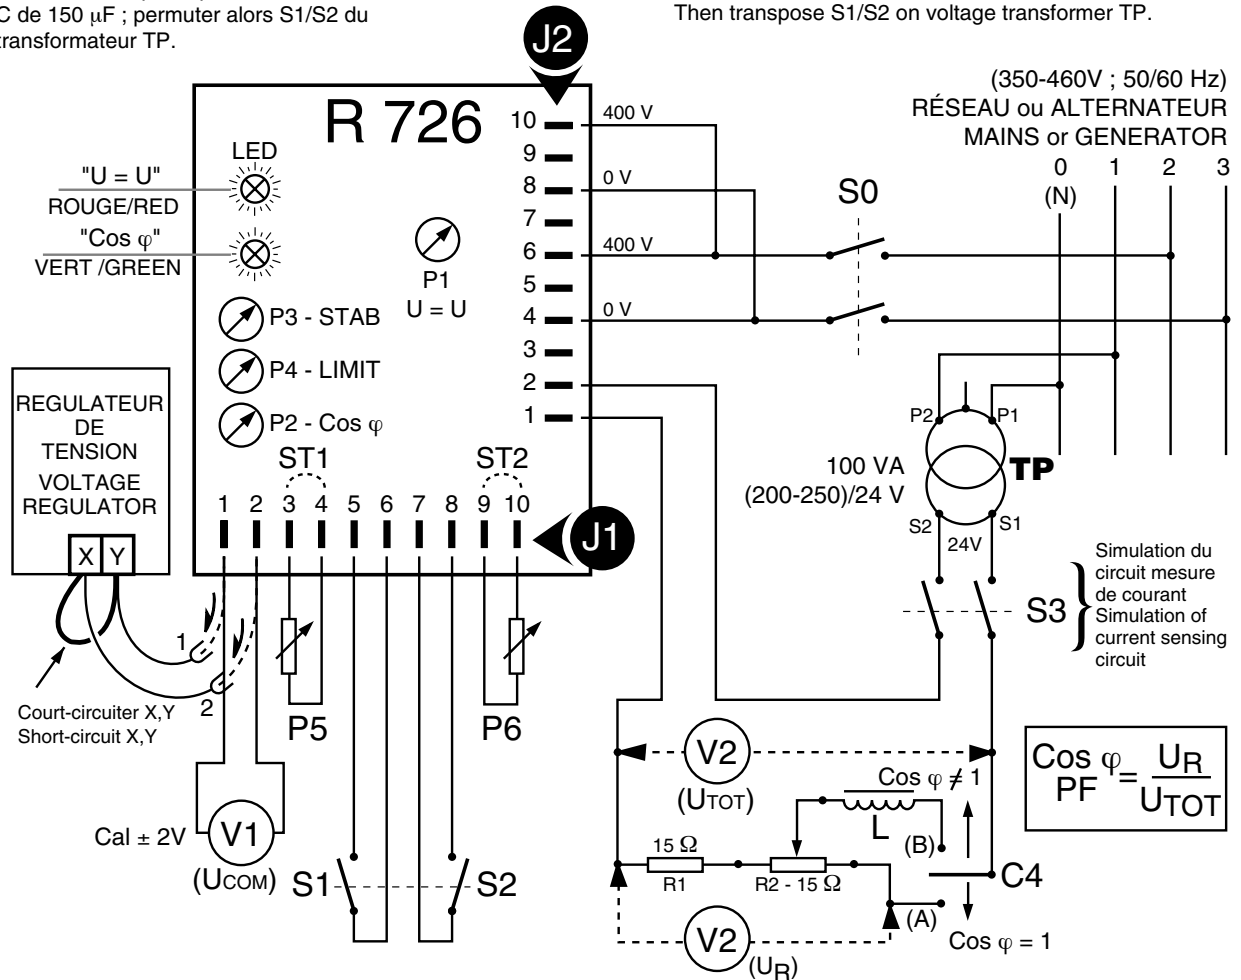 C de 150 µF ; permuter alors S1/S2 du
transformateur TP.
Then transpose S1/S2 on voltage transformer TP.
J2
(350-460V ; 50/60 Hz)
RÉSEAU ou ALTERNATEUR
MAINS or GENERATOR
0 1 2 3
(N)
R 726
LED
"U = U"
ROUGE/RED
"Cos φ"
VERT /GREEN
P1
U = U
P3 - STAB
P4 - LIMIT
P2 - Cos φ
10
9
8
7
6
5
4
3
2
1
400 V
0 V
400 V
0 V
S0
REGULATEUR
DE
TENSION
VOLTAGE
REGULATOR
X Y
ST1
ST2
1 2 3 4 5 6 7 8 9 10
J1
P2
P1
100 VA
(200-250)/24 V
TP
S2
S1
24V
S3
Simulation du
circuit mesure
de courant
Simulation of
current sensing
circuit
1
2
Court-circuiter X,Y
Short-circuit X,Y
P5
P6
Cal ± 2V
V1
(UCOM)
S1
S2
V2
(UTOT)
Cos φ ≠ 1
L
(B)
15 Ω
R1
R2 - 15 Ω
C4
(A)
Cos φ = 1
V2
(UR)
Cos φ
PF
=
UR
UTOT